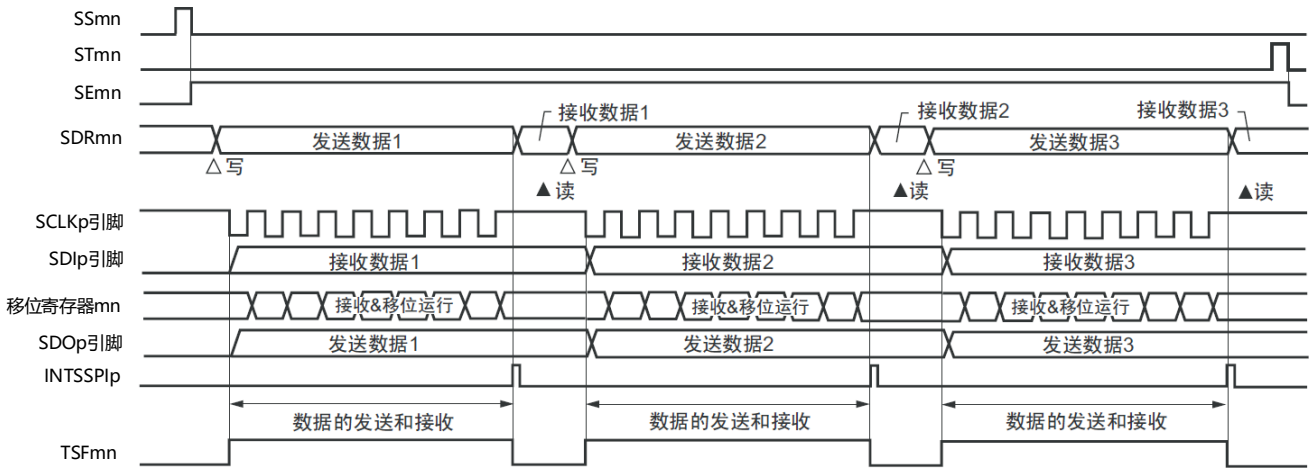 SSmn
STmn
SEmn
接收数据1 接收数据2 接收数据3
SDRmn 发送数据1 发送数据2 发送数据3
△写 △写 △写
▲读 ▲读 ▲读
SCLKp引脚
SDIp引脚 接收数据1 接收数据2 接收数据3
移位寄存器mn 接收&移位运行 接收&移位运行 接收&移位运行
SDOp引脚 发送数据1 发送数据2 发送数据3
INTSSPIp
数据的发送和接收 数据的发送和接收 数据的发送和接收
TSFmn